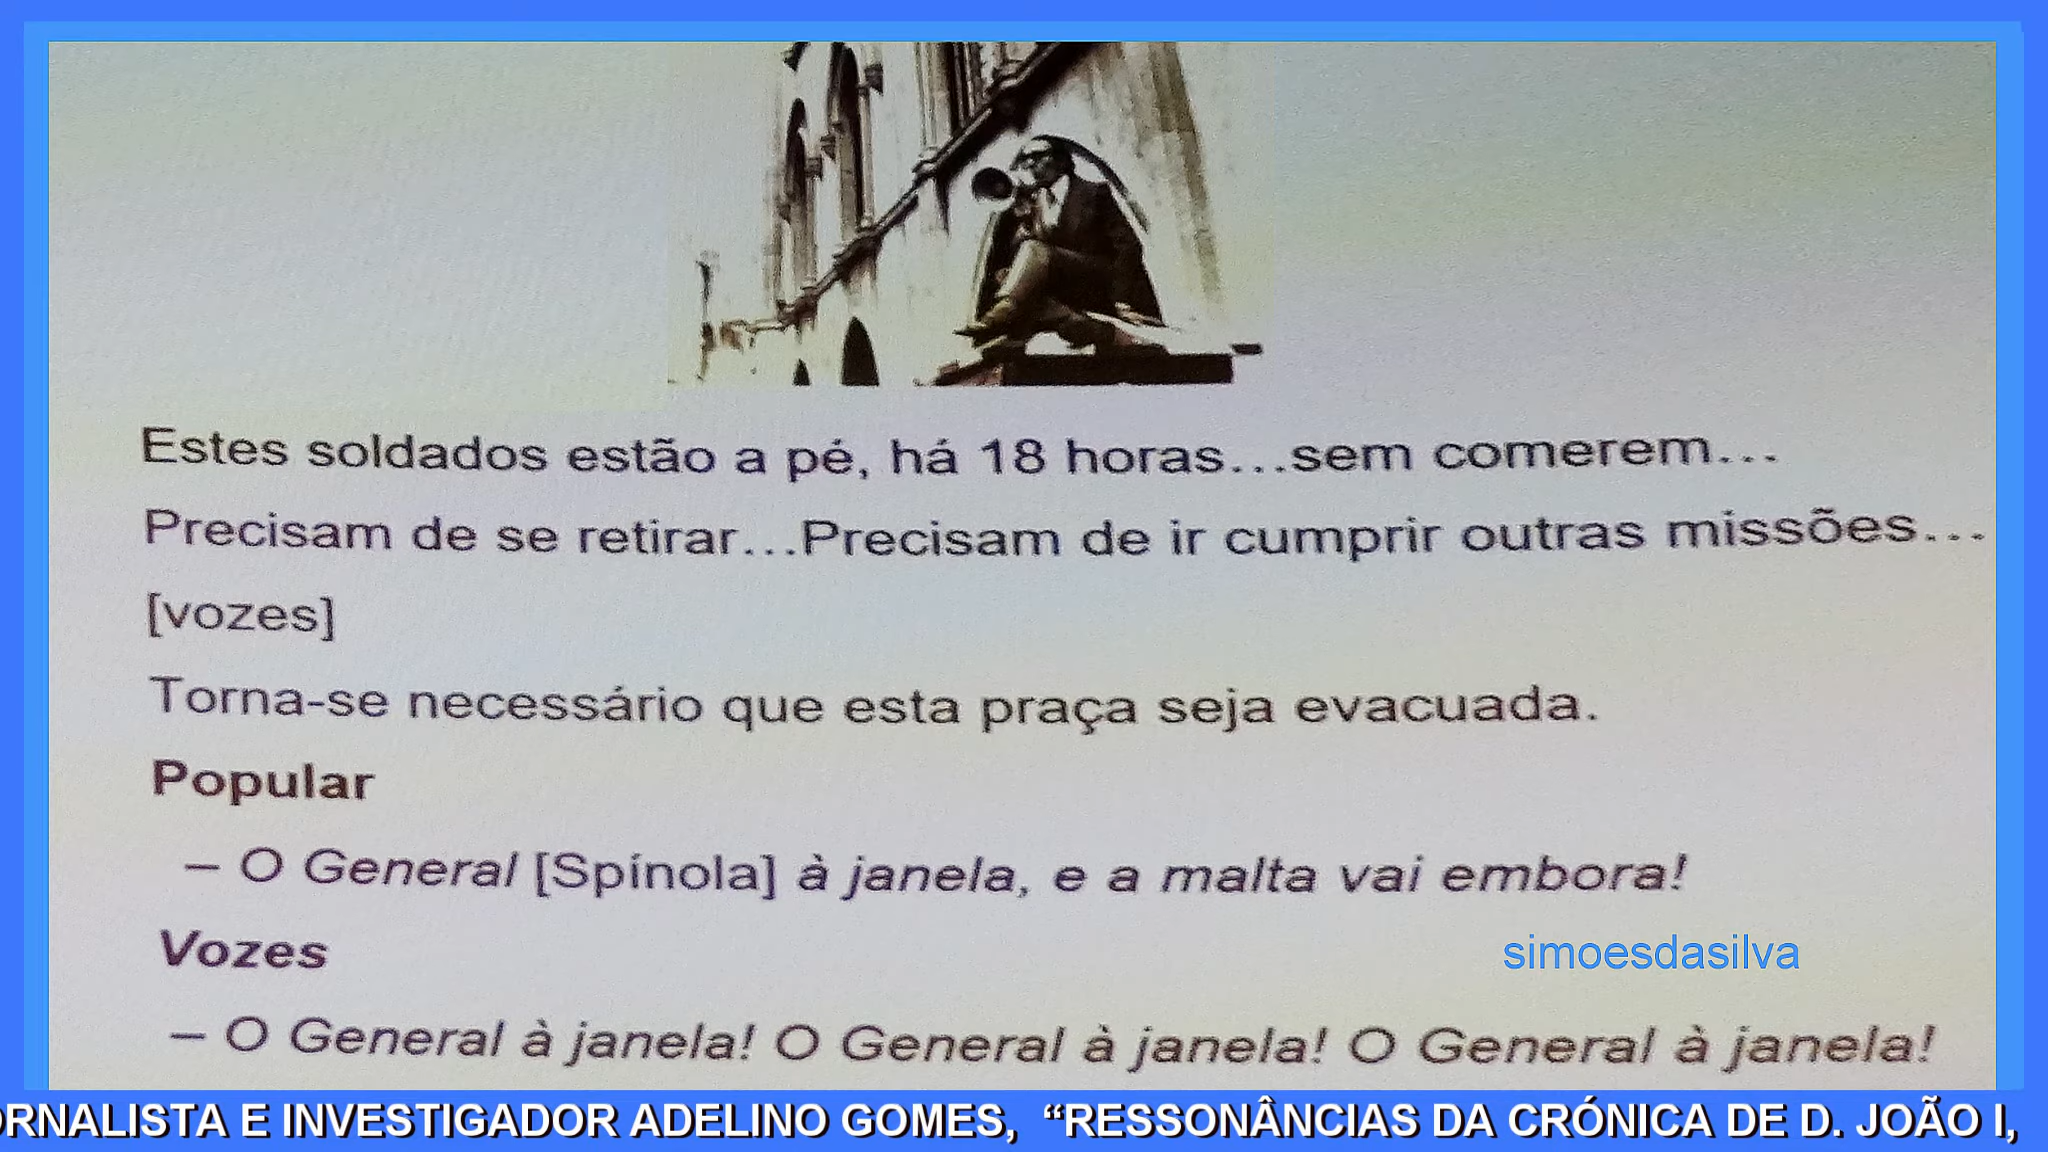 Estes soldados estão a pé, há 18 horas...sem comerem...
Precisam de se retirar...Precisam de ir cumprir outras missões...
[vozes]
Torna-se necessário que esta praça seja evacuada.
Popular
– O General [Spínola] à janela, e a malta vai embora!
Vozes
simoesdasilva
– O General à janela! O General à janela! O General à janela!
ORNALISTA E INVESTIGADOR ADELINO GOMES, “RESSONÂNCIAS DA CRÓNICA DE D. JOÃO I,